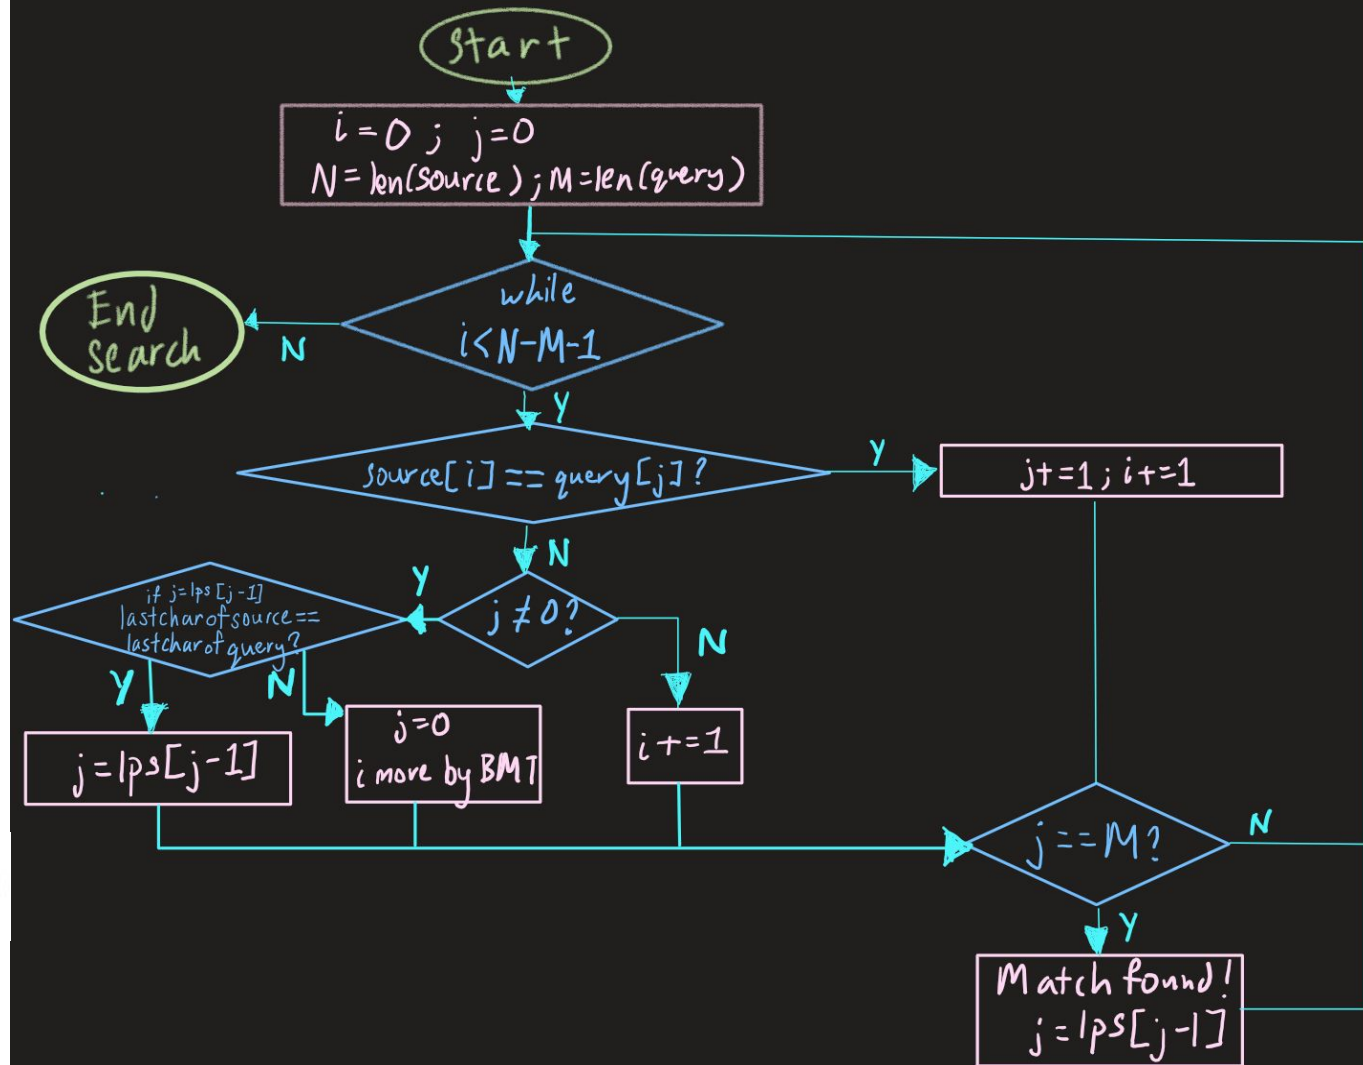 Start
i=0 ; j=0
N=len(source) ; M=len(query)
while
i<N-M-1
N
End
search
Y
source[i]==query[j]?
Y
j+=1 ; i+=1
N
j≠0?
Y
if j=lps[j-1]
lastcharofsource==
lastcharofquery?
N
Y
j=lps[j-1]
N
j=0
i more by BMT
i+=1
j==M?
N
Y
Match found!
j=lps[j-1]